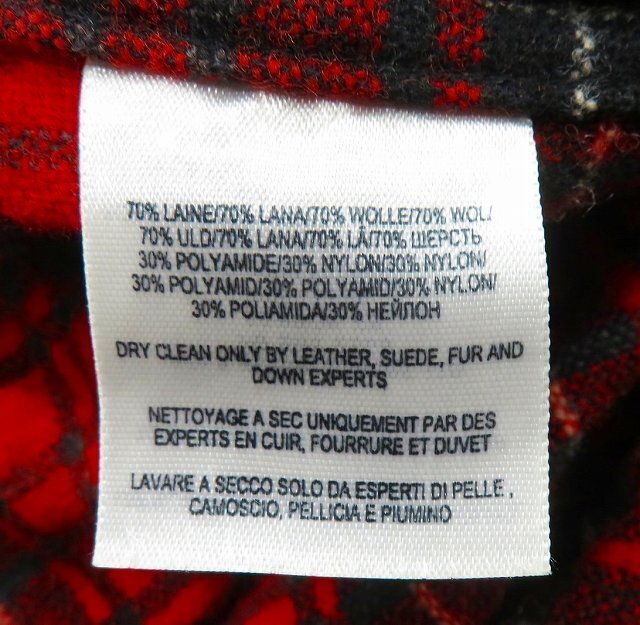 70% LAINE/70% LANA/70% WOLLE/70% WOL/
70% ULD/70% LANA/70% LÃ/70% ШЕРСТЬ
30% POLYAMIDE/30% NYLON/30% NYLON/
30% POLYAMID/30% POLYAMID/30% NYLON/
30% POLIAMIDA/30% НЕЙЛОН
DRY CLEAN ONLY BY LEATHER, SUEDE, FUR AND
DOWN EXPERTS
NETTOYAGE A SEC UNIQUEMENT PAR DES
EXPERTS EN CUIR, FOURRURE ET DUVET
LAVARE A SECCO SOLO DA ESPERTI DI PELLE ,
CAMOSCIO, PELLICIA E PIUMINO